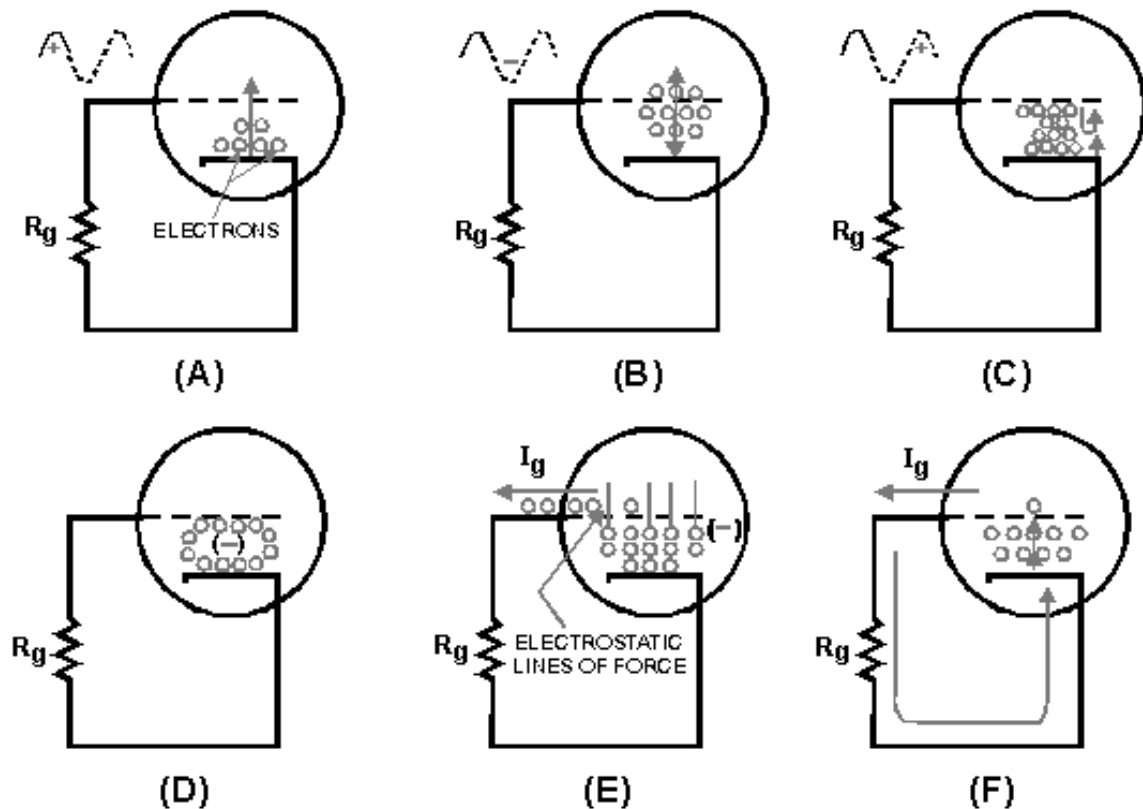 +
−
+
Rg
ELECTRONS
Rg
Rg
(A)
(B)
(C)
Ig
Ig
(−)
(−)
Rg
Rg
ELECTROSTATIC
LINES OF FORCE
Rg
(D)
(E)
(F)